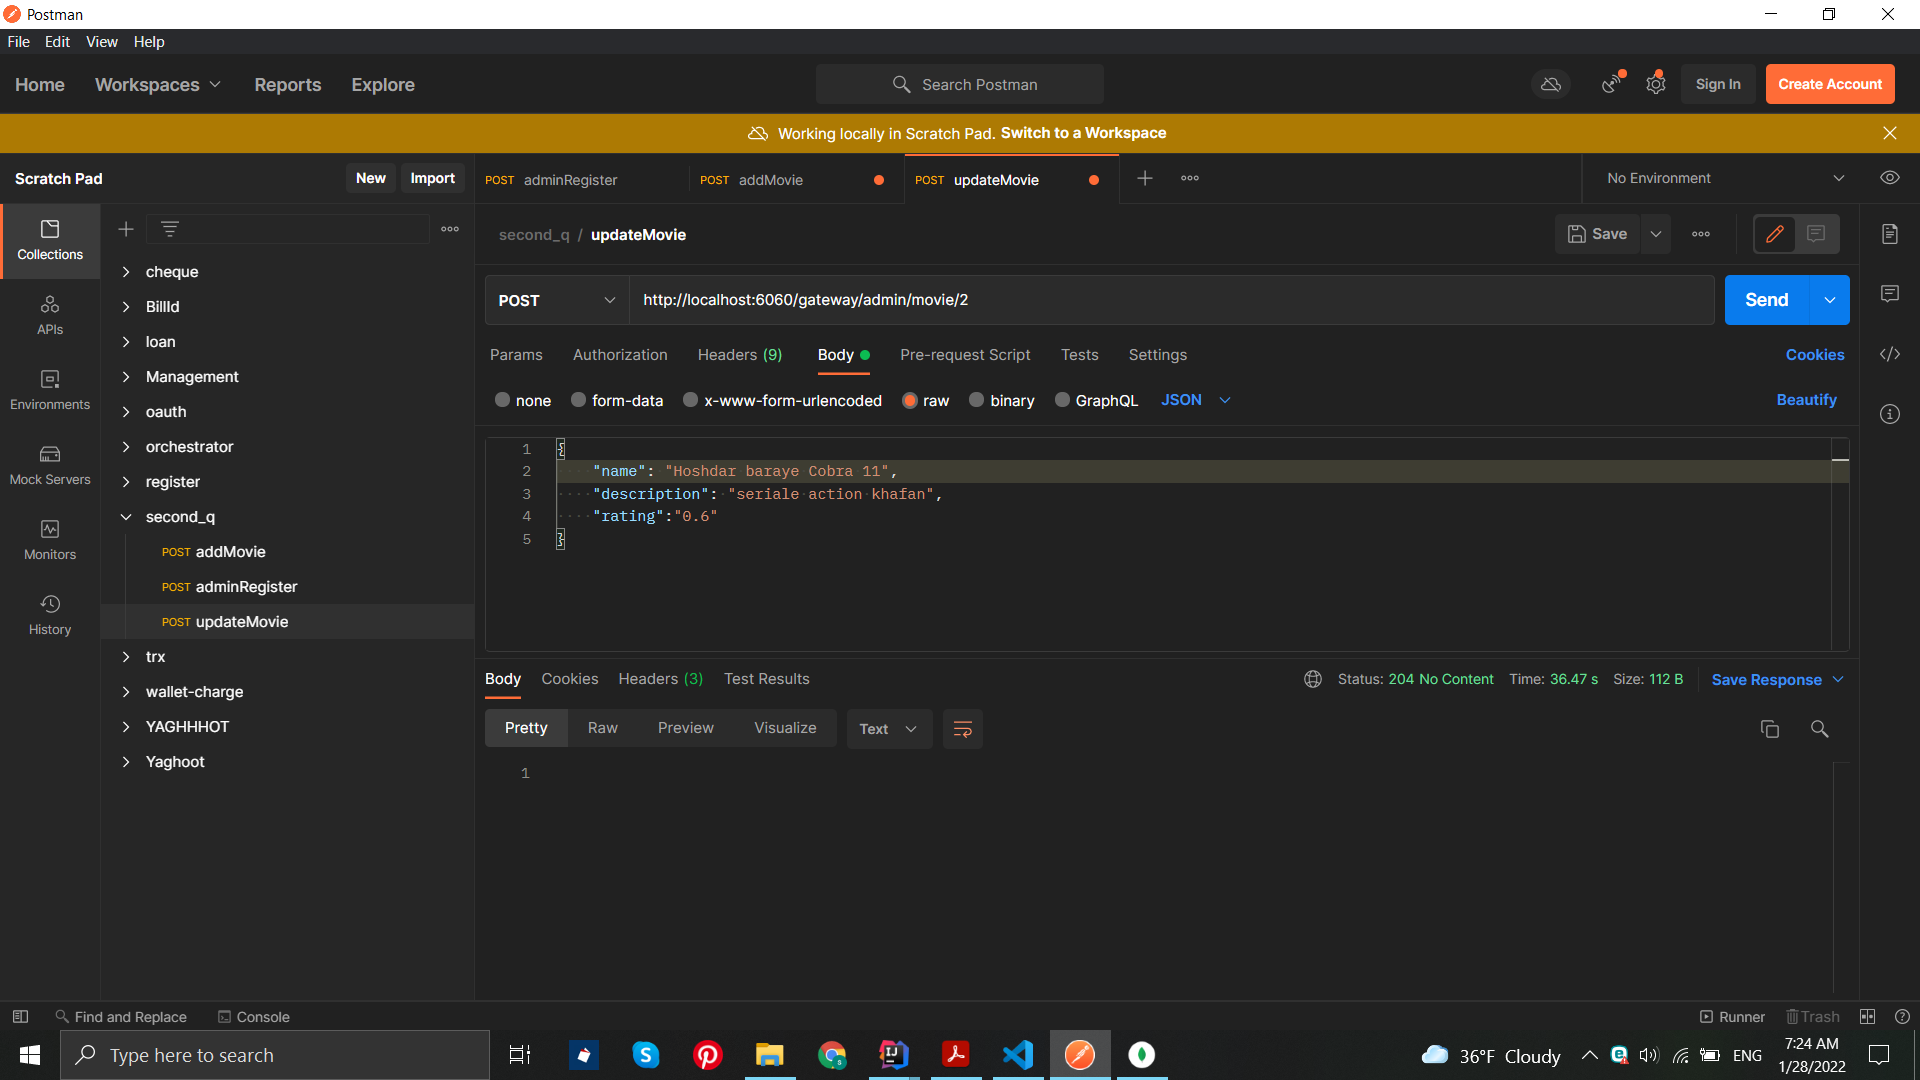 Postman
File Edit View Help
Home Workspaces Reports Explore Search Postman Sign In Create Account
Working locally in Scratch Pad. Switch to a Workspace
Scratch Pad New Import POST adminRegister POST addMovie POST updateMovie No Environment
second_q / updateMovie Save
Collections
cheque
BillId
loan
Management
oauth
orchestrator
register
second_q
POST addMovie
POST adminRegister
POST updateMovie
trx
wallet-charge
YAGHHHOT
Yaghoot
APIs
Environments
Mock Servers
Monitors
History
POST http://localhost:6060/gateway/admin/movie/2 Send
Params Authorization Headers (9) Body Pre-request Script Tests Settings Cookies
none form-data x-www-form-urlencoded raw binary GraphQL JSON Beautify
1 {
2 "name": "Hoshdar baraye Cobra 11",
3 "description": "seriale action khafan",
4 "rating":"0.6"
5 }
Body Cookies Headers (3) Test Results Status: 204 No Content Time: 36.47 s Size: 112 B Save Response
Pretty Raw Preview Visualize Text
1
Find and Replace Console Runner Trash
Type here to search 36°F Cloudy ENG 7:24 AM
1/28/2022